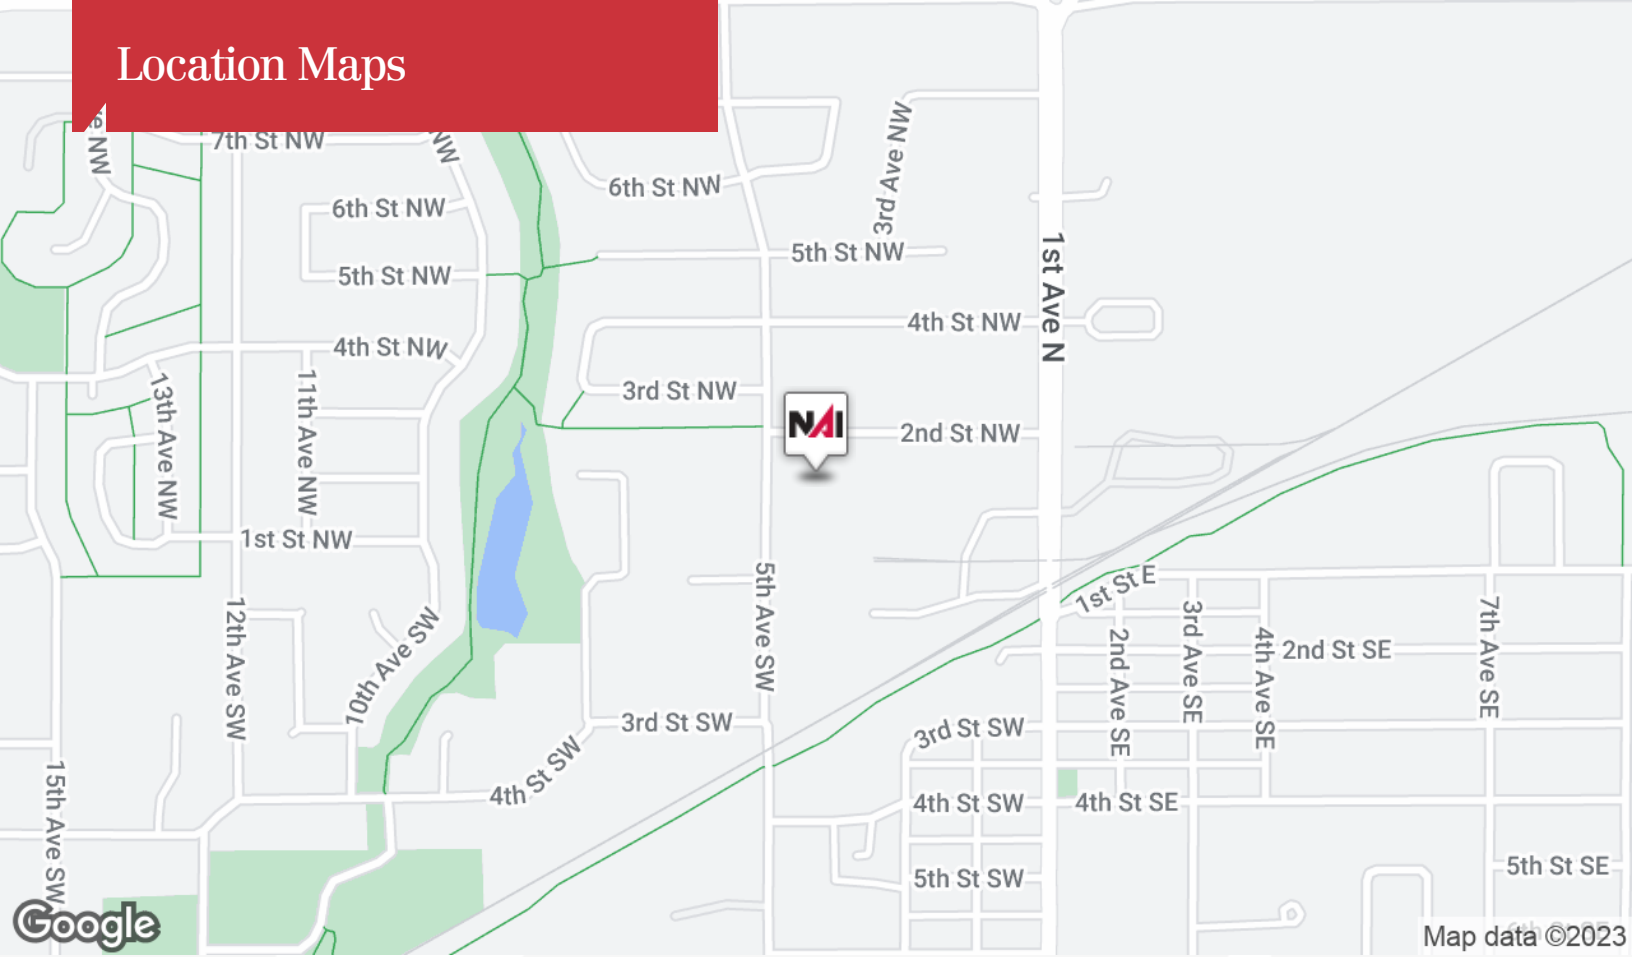 Location Maps
e NW
7th St NW
NW
6th St NW
6th St NW
3rd Ave NW
5th St NW
5th St NW
1st Ave N
4th St NW
4th St NW
13th Ave NW
11th Ave NW
3rd St NW
NAI
2nd St NW
1st St NW
5th Ave SW
1st St E
12th Ave SW
10th Ave SW
2nd Ave SE
3rd Ave SE
4th Ave SE
2nd St SE
7th Ave SE
3rd St SW
3rd St SW
15th Ave SW
4th St SW
4th St SW
4th St SE
5th St SW
5th St SE
Google
Map data ©2023